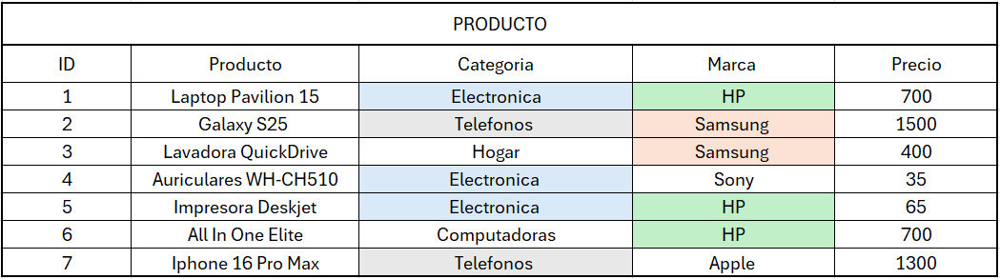 PRODUCTO
ID Producto Categoria Marca Precio
1 Laptop Pavilion 15 Electronica HP 700
2 Galaxy S25 Telefonos Samsung 1500
3 Lavadora QuickDrive Hogar Samsung 400
4 Auriculares WH-CH510 Electronica Sony 35
5 Impresora Deskjet Electronica HP 65
6 All In One Elite Computadoras HP 700
7 Iphone 16 Pro Max Telefonos Apple 1300